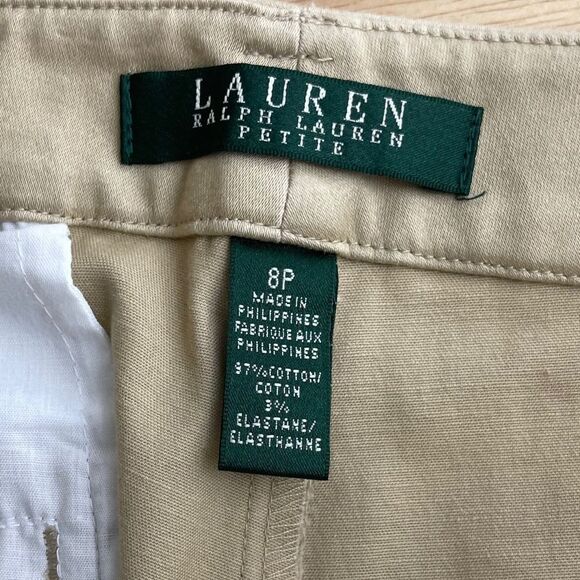 LAUREN
RALPH LAUREN
PETITE
8P
MADE IN
PHILIPPINES
FABRIQUE AUX
PHILIPPINES
97%COTTON/
COTON
3%
ELASTANE/
ELASTHANNE